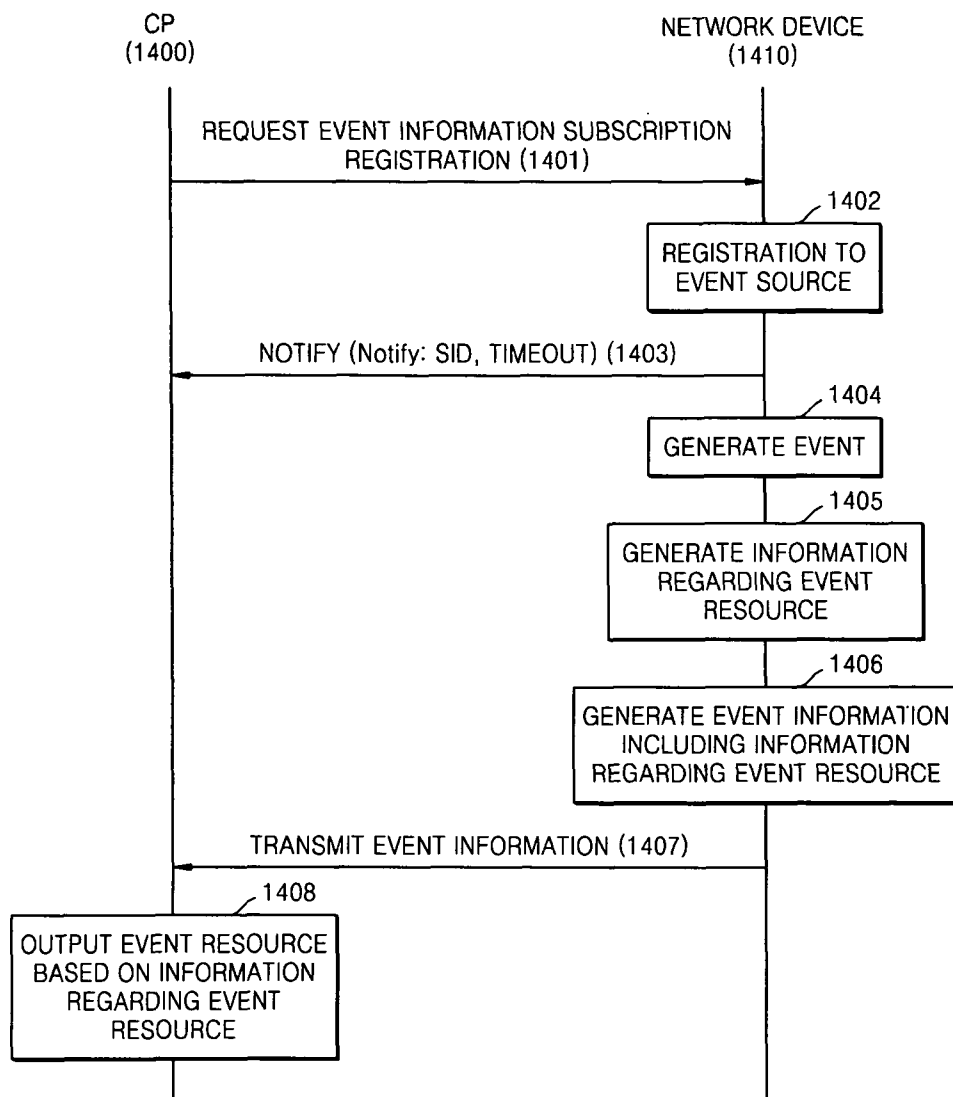 CP
(1400)
NETWORK DEVICE
(1410)
REQUEST EVENT INFORMATION SUBSCRIPTION
REGISTRATION (1401)
1402
REGISTRATION TO
EVENT SOURCE
NOTIFY (Notify: SID, TIMEOUT) (1403)
1404
GENERATE EVENT
1405
GENERATE INFORMATION
REGARDING EVENT
RESOURCE
1406
GENERATE EVENT INFORMATION
INCLUDING INFORMATION
REGARDING EVENT RESOURCE
TRANSMIT EVENT INFORMATION (1407)
1408
OUTPUT EVENT RESOURCE
BASED ON INFORMATION
REGARDING EVENT
RESOURCE